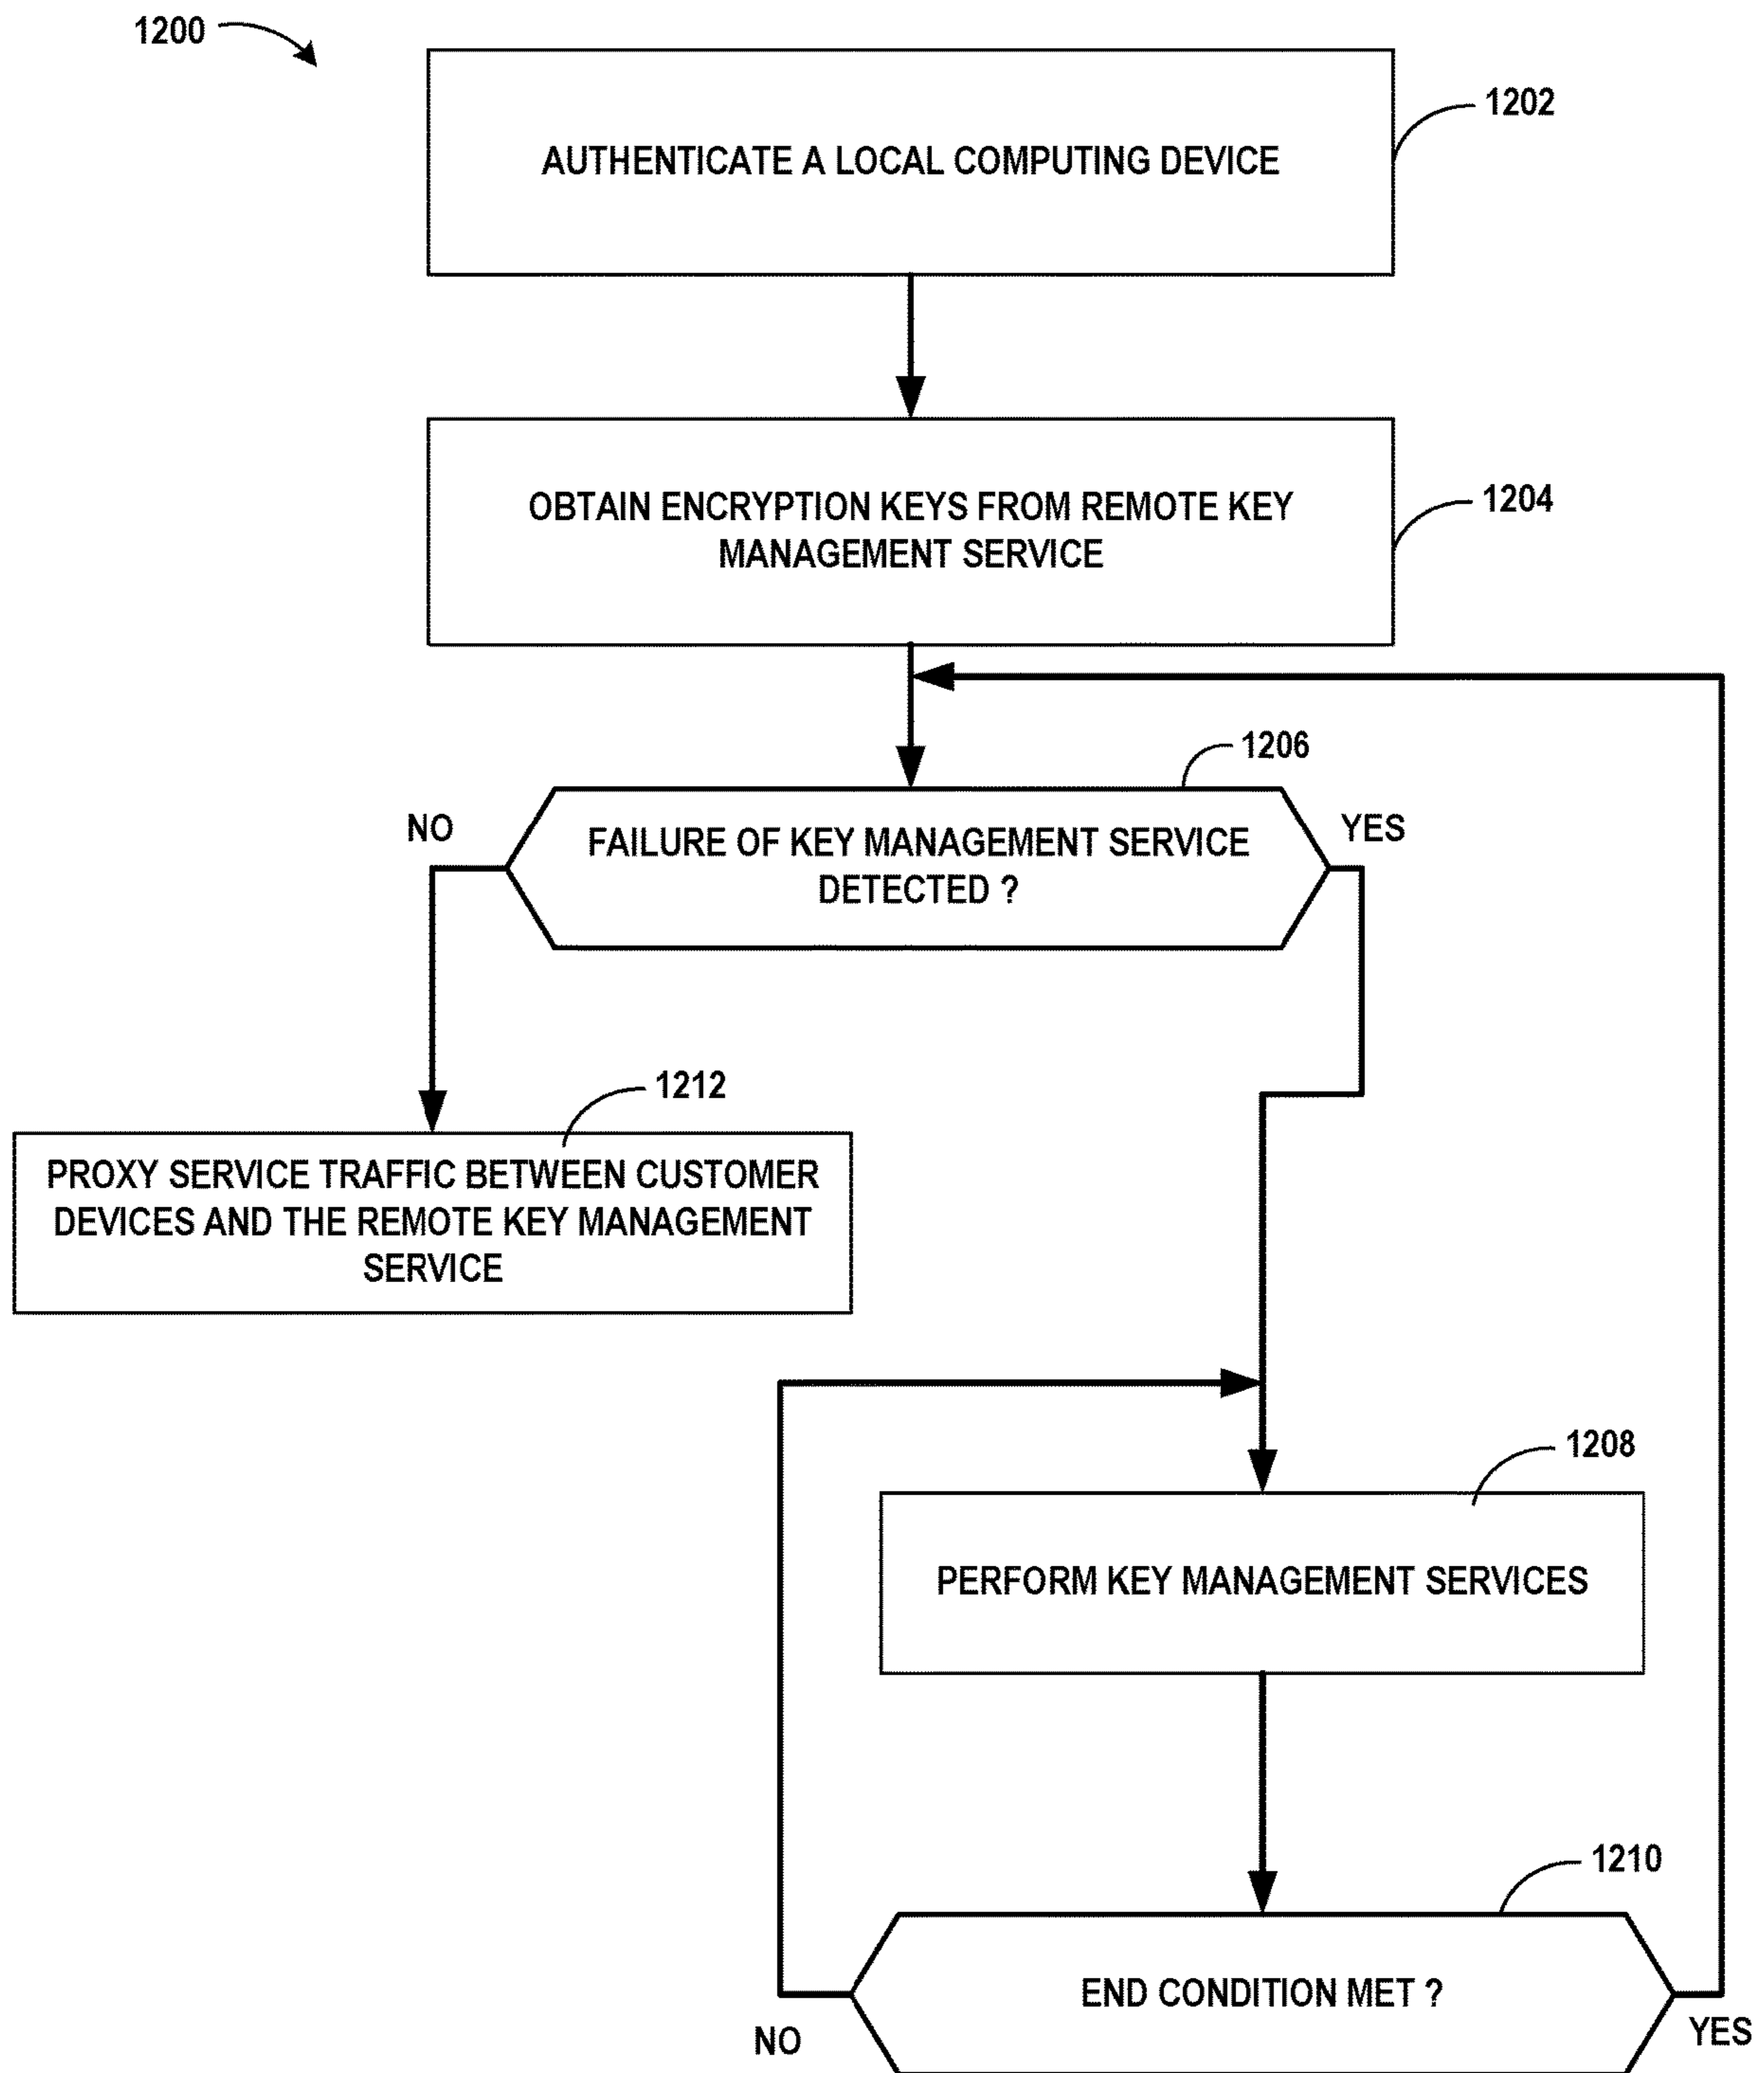 1200
1202
AUTHENTICATE A LOCAL COMPUTING DEVICE
OBTAIN ENCRYPTION KEYS FROM REMOTE KEY
MANAGEMENT SERVICE
1204
1206
NO
YES
FAILURE OF KEY MANAGEMENT SERVICE
DETECTED ?
1212
PROXY SERVICE TRAFFIC BETWEEN CUSTOMER
DEVICES AND THE REMOTE KEY MANAGEMENT
SERVICE
1208
PERFORM KEY MANAGEMENT SERVICES
1210
END CONDITION MET ?
NO
YES